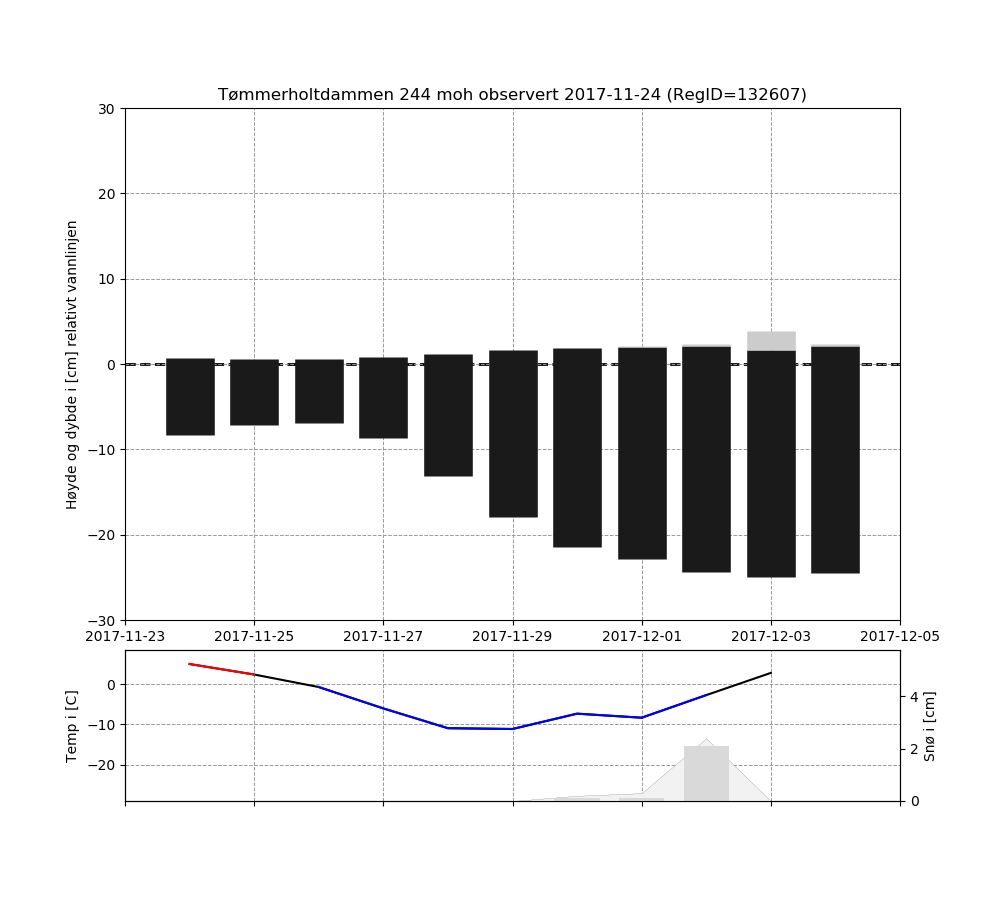 Tømmerholtdammen 244 moh observert 2017-11-24 (RegID=132607)
Høyde og dybde i [cm] relativt vannlinjen
30
20
10
0
−10
−20
−30
2017-11-23 2017-11-25 2017-11-27 2017-11-29 2017-12-01 2017-12-03 2017-12-05
Temp i [C]
0
−10
−20
4
2
0
Snø i [cm]